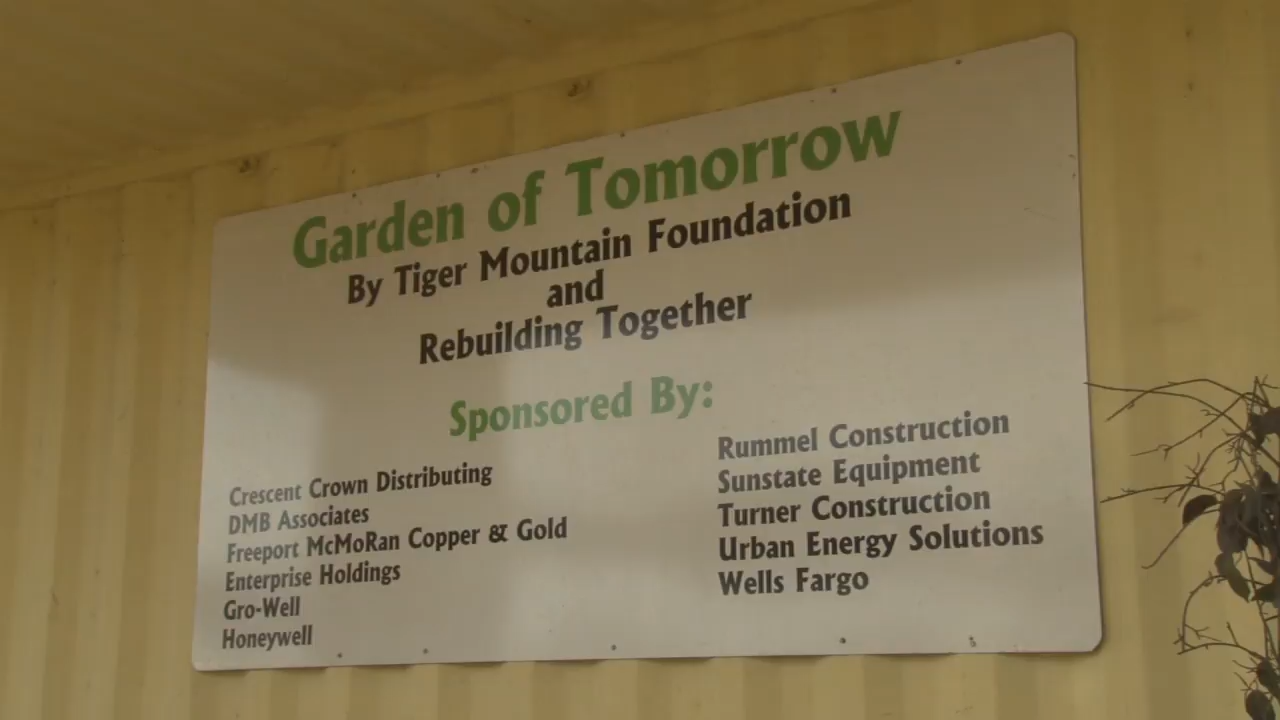 Garden of Tomorrow
By Tiger Mountain Foundation
and
Rebuilding Together
Sponsored By:
Crescent Crown Distributing
DMB Associates
Freeport McMoRan Copper & Gold
Enterprise Holdings
Gro-Well
Honeywell
Rummel Construction
Sunstate Equipment
Turner Construction
Urban Energy Solutions
Wells Fargo